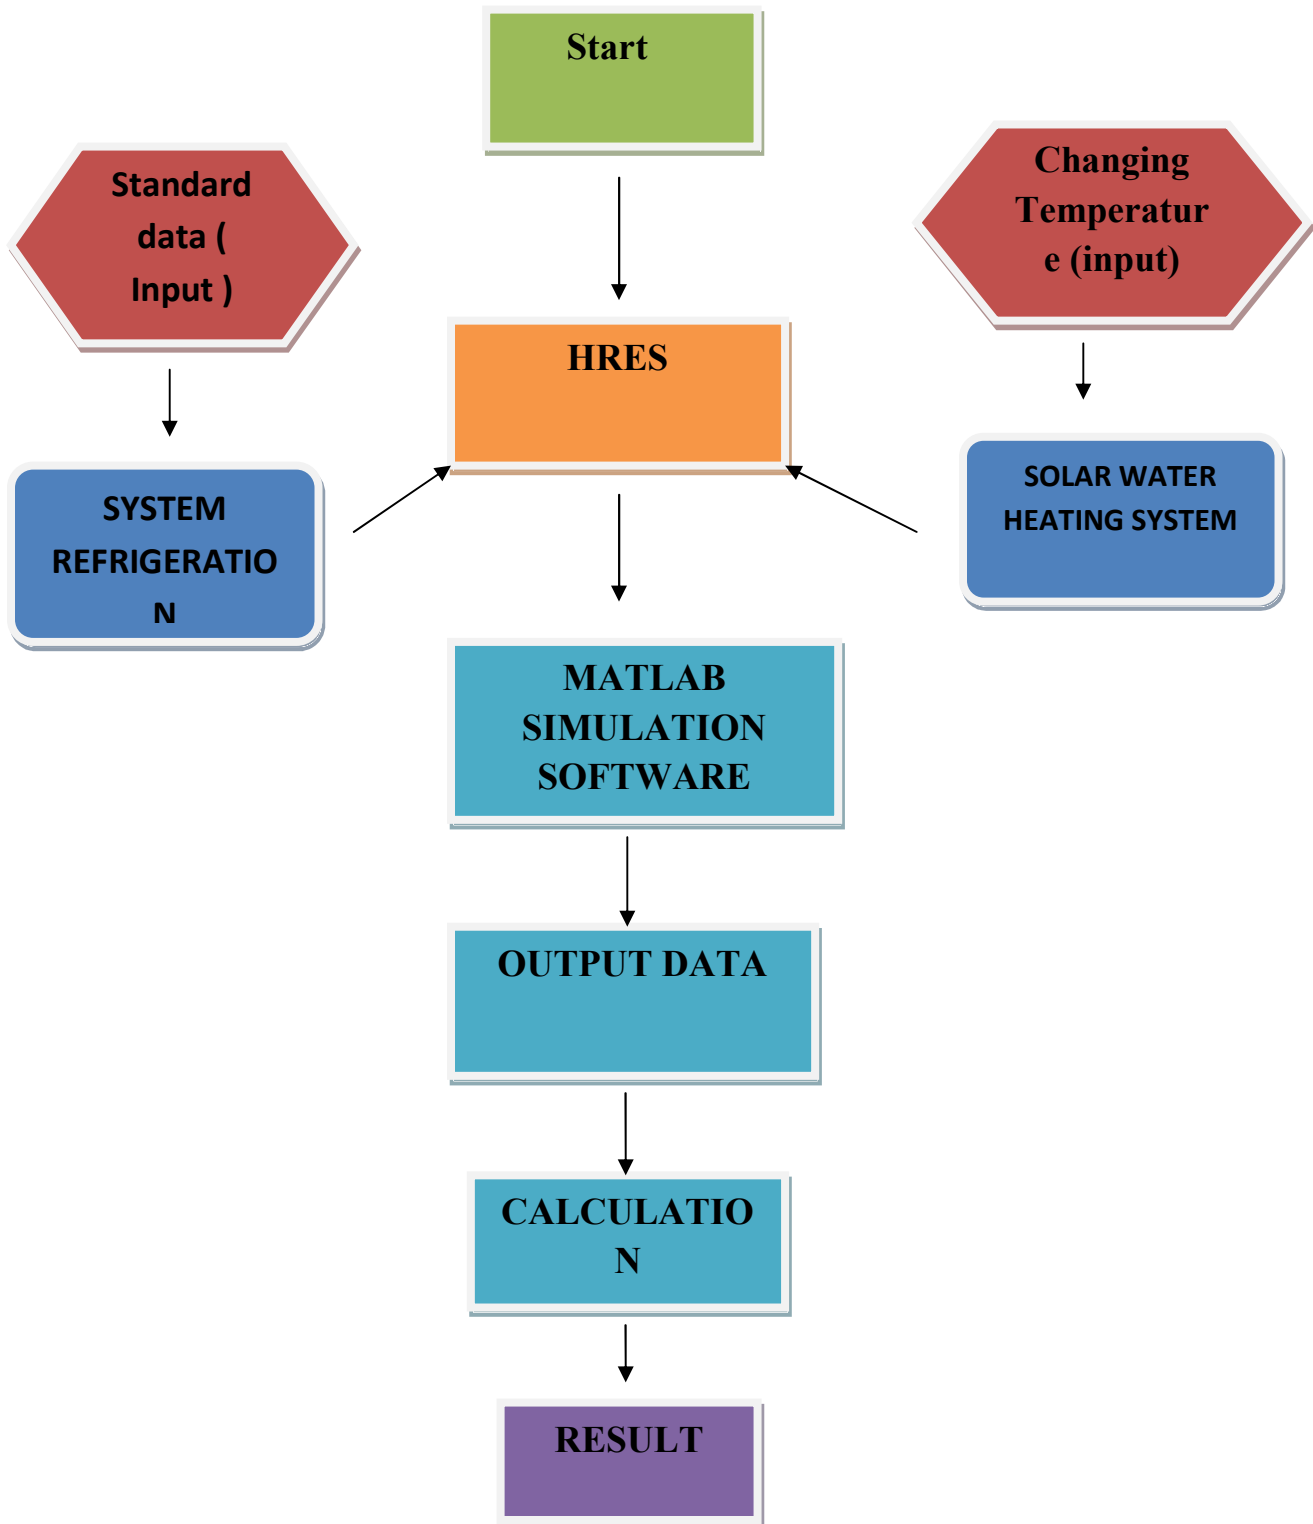 Start
Standard
data (
Input )
Changing
Temperatur
e (input)
HRES
SYSTEM
REFRIGERATIO
N
SOLAR WATER
HEATING SYSTEM
MATLAB
SIMULATION
SOFTWARE
OUTPUT DATA
CALCULATIO
N
RESULT